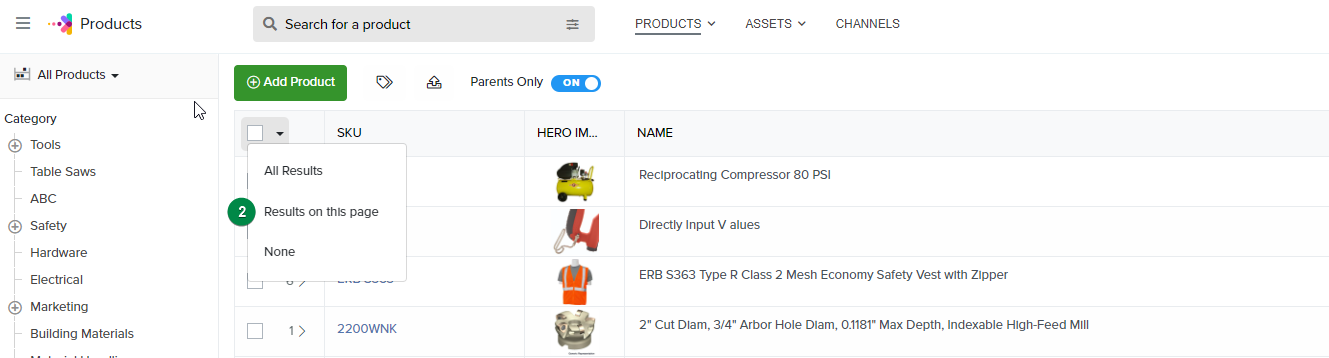 Products
Search for a product
PRODUCTS
ASSETS
CHANNELS
All Products
Add Product
Parents Only
ON
Category
Tools
Table Saws
ABC
Safety
Hardware
Electrical
Marketing
Building Materials
SKU
HERO IM...
NAME
All Results
2
Results on this page
None
Reciprocating Compressor 80 PSI
Directly Input V alues
ERB S363 Type R Class 2 Mesh Economy Safety Vest with Zipper
1
2200WNK
2" Cut Diam, 3/4" Arbor Hole Diam, 0.1181" Max Depth, Indexable High-Feed Mill